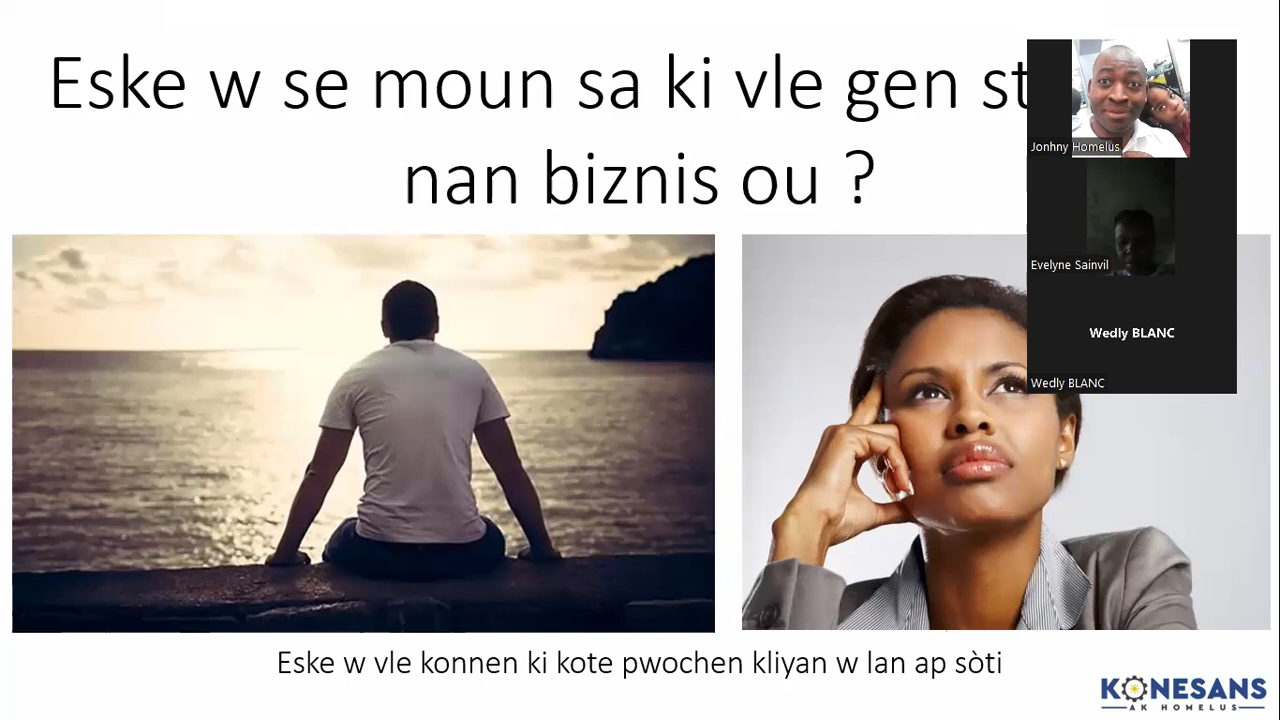 Eske w se moun sa ki vle gen st
nan biznis ou ?
Jonhny Homelus
Evelyne Sainvil
Wedly BLANC
Wedly BLANC
Eske w vle konnen ki kote pwochen kliyan w lan ap sòti
KONESANS
AK HOMELUS